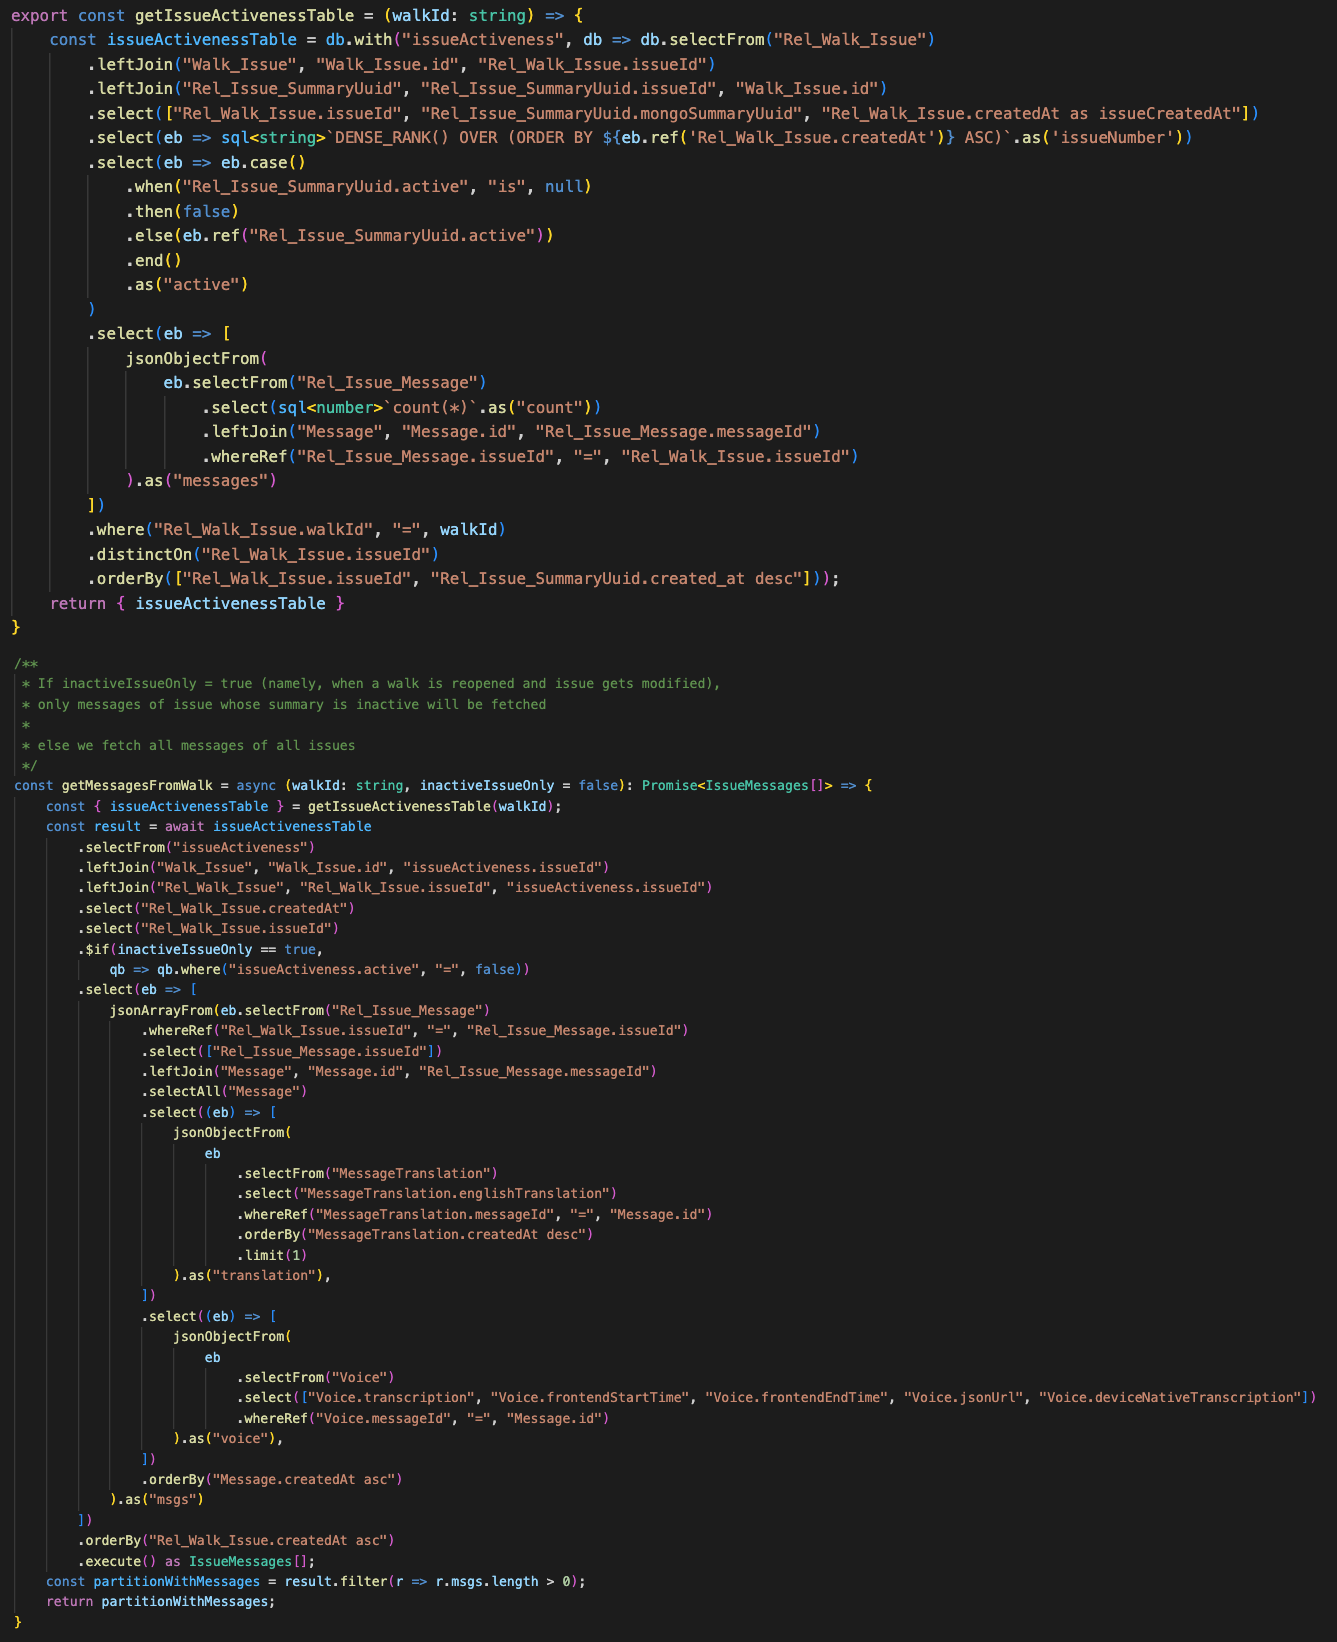 export const getIssueActivenessTable = (walkId: string) => {
    const issueActivenessTable = db.with("issueActiveness", db => db.selectFrom("Rel_Walk_Issue")
        .leftJoin("Walk_Issue", "Walk_Issue.id", "Rel_Walk_Issue.issueId")
        .leftJoin("Rel_Issue_SummaryUuid", "Rel_Issue_SummaryUuid.issueId", "Walk_Issue.id")
        .select(["Rel_Walk_Issue.issueId", "Rel_Issue_SummaryUuid.mongoSummaryUuid", "Rel_Walk_Issue.createdAt as issueCreatedAt"])
        .select(eb => sql<string>`DENSE_RANK() OVER (ORDER BY ${eb.ref('Rel_Walk_Issue.createdAt')} ASC)`.as('issueNumber'))
        .select(eb => eb.case()
            .when("Rel_Issue_SummaryUuid.active", "is", null)
            .then(false)
            .else(eb.ref("Rel_Issue_SummaryUuid.active"))
            .end()
            .as("active")
        )
        .select(eb => [
            jsonObjectFrom(
                eb.selectFrom("Rel_Issue_Message")
                    .select(sql<number>`count(*)`.as("count"))
                    .leftJoin("Message", "Message.id", "Rel_Issue_Message.messageId")
                    .whereRef("Rel_Issue_Message.issueId", "=", "Rel_Walk_Issue.issueId")
            ).as("messages")
        ])
        .where("Rel_Walk_Issue.walkId", "=", walkId)
        .distinctOn("Rel_Walk_Issue.issueId")
        .orderBy(["Rel_Walk_Issue.issueId", "Rel_Issue_SummaryUuid.created_at desc"]));
    return { issueActivenessTable }
}
/**
 * If inactiveIssueOnly = true (namely, when a walk is reopened and issue gets modified),
 * only messages of issue whose summary is inactive will be fetched
 *
 * else we fetch all messages of all issues
 */
const getMessagesFromWalk = async (walkId: string, inactiveIssueOnly = false): Promise<IssueMessages[]> => {
    const { issueActivenessTable } = getIssueActivenessTable(walkId);
    const result = await issueActivenessTable
        .selectFrom("issueActiveness")
        .leftJoin("Walk_Issue", "Walk_Issue.id", "issueActiveness.issueId")
        .leftJoin("Rel_Walk_Issue", "Rel_Walk_Issue.issueId", "issueActiveness.issueId")
        .select("Rel_Walk_Issue.createdAt")
        .select("Rel_Walk_Issue.issueId")
        .$if(inactiveIssueOnly == true,
            qb => qb.where("issueActiveness.active", "=", false))
        .select(eb => [
            jsonArrayFrom(eb.selectFrom("Rel_Issue_Message")
                .whereRef("Rel_Walk_Issue.issueId", "=", "Rel_Issue_Message.issueId")
                .select(["Rel_Issue_Message.issueId"])
                .leftJoin("Message", "Message.id", "Rel_Issue_Message.messageId")
                .selectAll("Message")
                .select((eb) => [
                    jsonObjectFrom(
                        eb
                            .selectFrom("MessageTranslation")
                            .select("MessageTranslation.englishTranslation")
                            .whereRef("MessageTranslation.messageId", "=", "Message.id")
                            .orderBy("MessageTranslation.createdAt desc")
                            .limit(1)
                    ).as("translation"),
                ])
                .select((eb) => [
                    jsonObjectFrom(
                        eb
                            .selectFrom("Voice")
                            .select(["Voice.transcription", "Voice.frontendStartTime", "Voice.frontendEndTime", "Voice.jsonUrl", "Voice.deviceNativeTranscription"])
                            .whereRef("Voice.messageId", "=", "Message.id")
                    ).as("voice"),
                ])
                .orderBy("Message.createdAt asc")
            ).as("msgs")
        ])
        .orderBy("Rel_Walk_Issue.createdAt asc")
        .execute() as IssueMessages[];
    const partitionWithMessages = result.filter(r => r.msgs.length > 0);
    return partitionWithMessages;
}